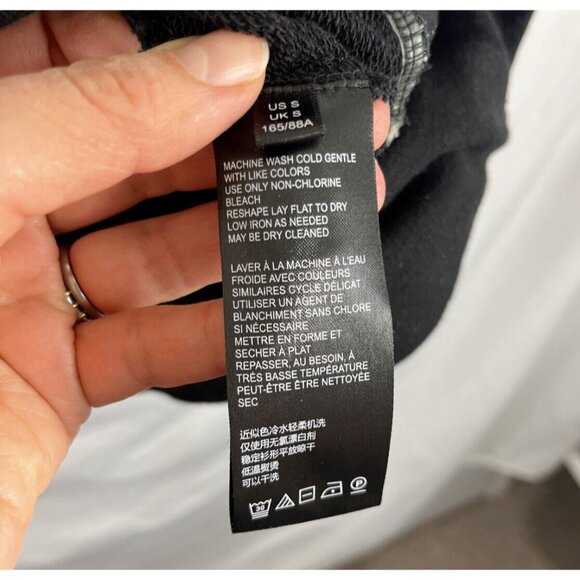 US S
UK S
165/88A
MACHINE WASH COLD GENTLE
WITH LIKE COLORS
USE ONLY NON-CHLORINE
BLEACH
RESHAPE LAY FLAT TO DRY
LOW IRON AS NEEDED
MAY BE DRY CLEANED
LAVER À LA MACHINE À L'EAU
FROIDE AVEC COULEURS
SIMILAIRES CYCLE DÉLICAT
UTILISER UN AGENT DE
BLANCHIMENT SANS CHLORE
SI NÉCESSAIRE
METTRE EN FORME ET
SECHER À PLAT
REPASSER, AU BESOIN, À
TRÈS BASSE TEMPÉRATURE
PEUT-ÊTRE ÊTRE NETTOYÉE
SEC
近似色冷水轻柔机洗
仅使用无氯漂白剂
稳定衫形平放晾干
低温熨烫
可以干洗
30
P